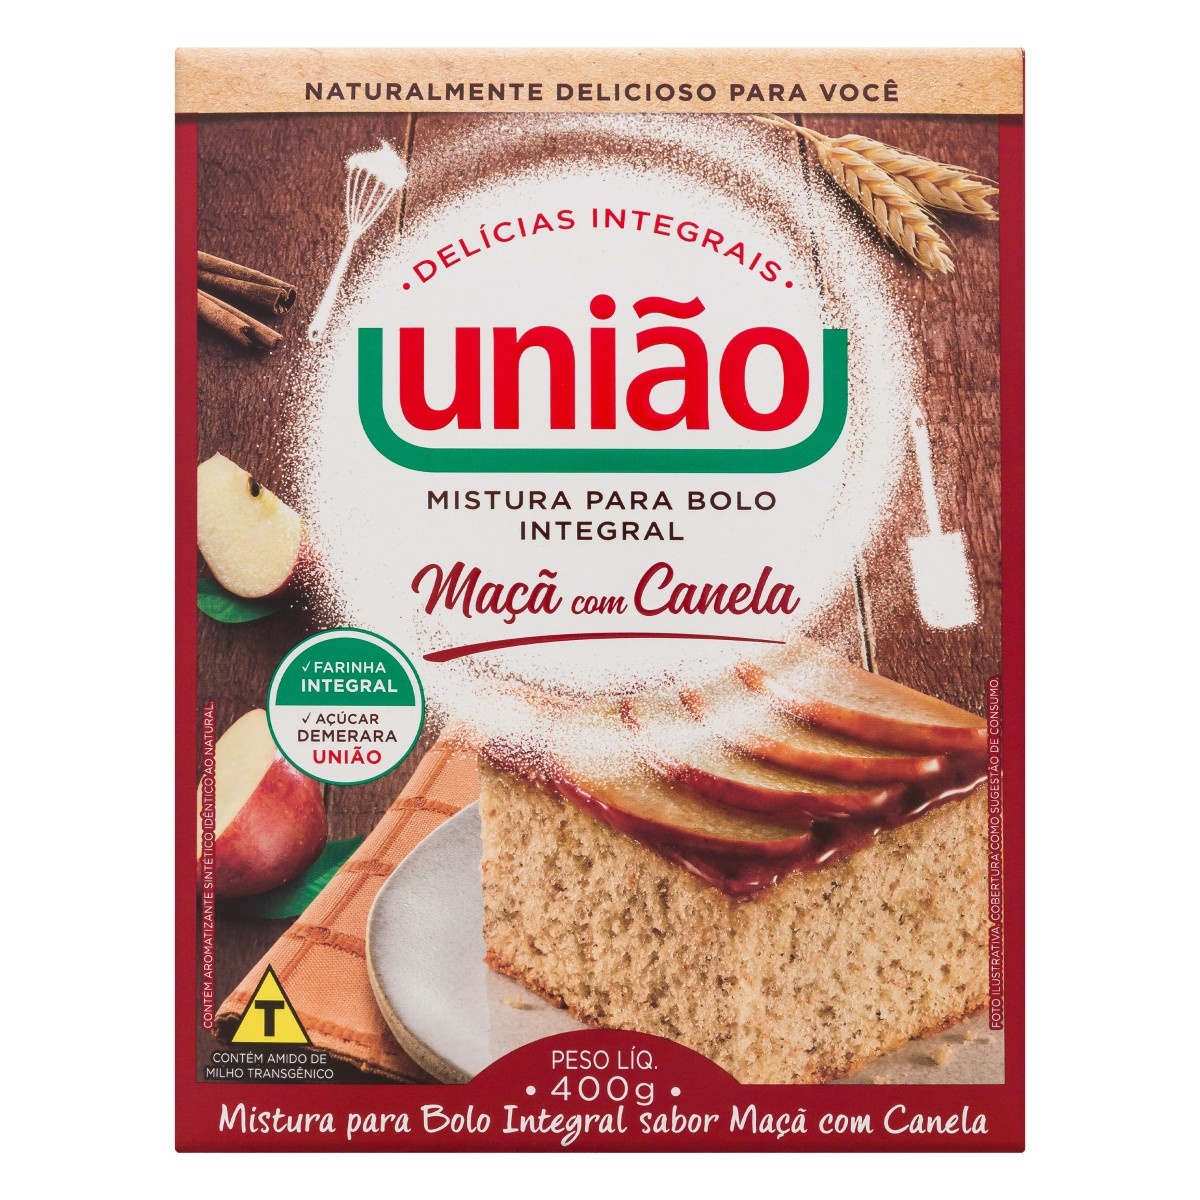 NATURALMENTE DELICIOSO PARA VOCÊ
• DELÍCIAS INTEGRAIS •
união
MISTURA PARA BOLO
INTEGRAL
Maçã com Canela
✓ FARINHA
INTEGRAL
✓ AÇÚCAR
DEMERARA
UNIÃO
CONTÉM AROMATIZANTE SINTÉTICO IDÊNTICO AO NATURAL.
FOTO ILUSTRATIVA, COBERTURA COMO SUGESTÃO DE CONSUMO.
T
CONTÉM AMIDO DE
MILHO TRANSGÊNICO
PESO LÍQ.
• 400g •
Mistura para Bolo Integral sabor Maçã com Canela